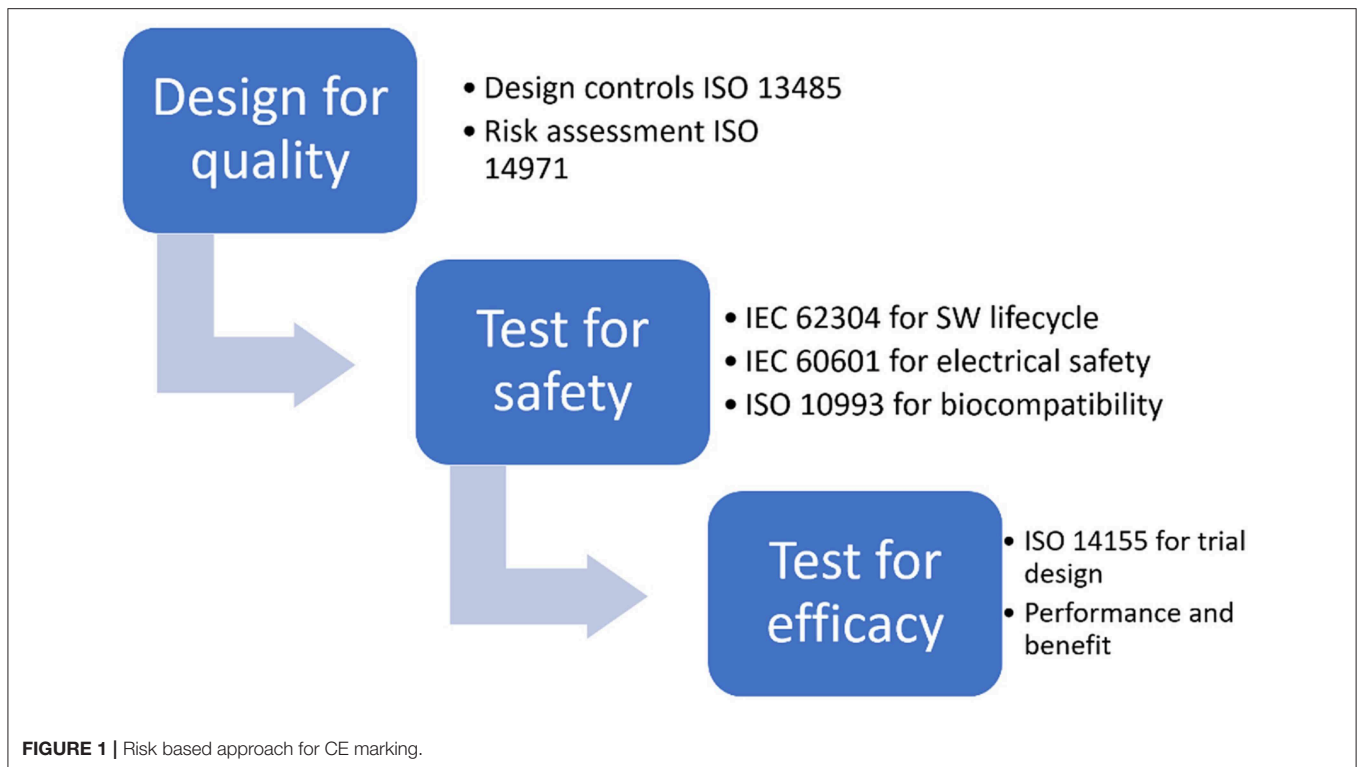 Design for
quality
• Design controls ISO 13485
• Risk assessment ISO
14971
Test for
safety
• IEC 62304 for SW lifecycle
• IEC 60601 for electrical safety
• ISO 10993 for biocompatibility
Test for
efficacy
• ISO 14155 for trial
design
• Performance and
benefit
FIGURE 1 | Risk based approach for CE marking.